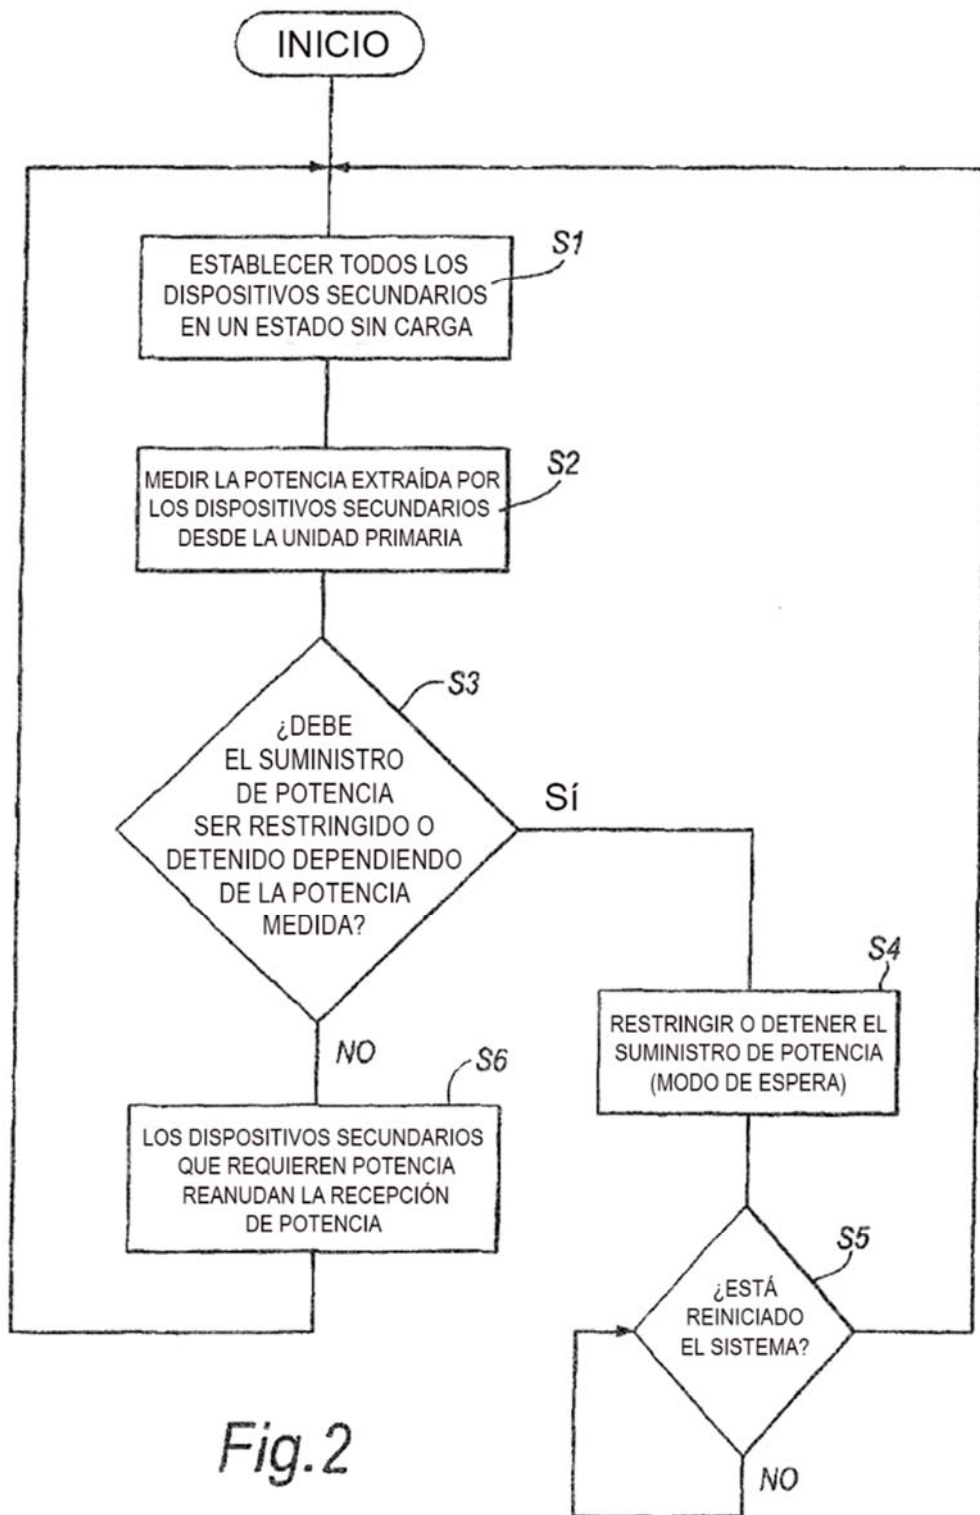 INICIO
S1
ESTABLECER TODOS LOS
DISPOSITIVOS SECUNDARIOS
EN UN ESTADO SIN CARGA
S2
MEDIR LA POTENCIA EXTRAÍDA POR
LOS DISPOSITIVOS SECUNDARIOS
DESDE LA UNIDAD PRIMARIA
S3
¿DEBE
EL SUMINISTRO
DE POTENCIA
SER RESTRINGIDO O
DETENIDO DEPENDIENDO
DE LA POTENCIA
MEDIDA?
Sí
S4
RESTRINGIR O DETENER EL
SUMINISTRO DE POTENCIA
(MODO DE ESPERA)
NO
S6
LOS DISPOSITIVOS SECUNDARIOS
QUE REQUIEREN POTENCIA
REANUDAN LA RECEPCIÓN
DE POTENCIA
S5
¿ESTÁ
REINICIADO
EL SISTEMA?
NO
Fig.2